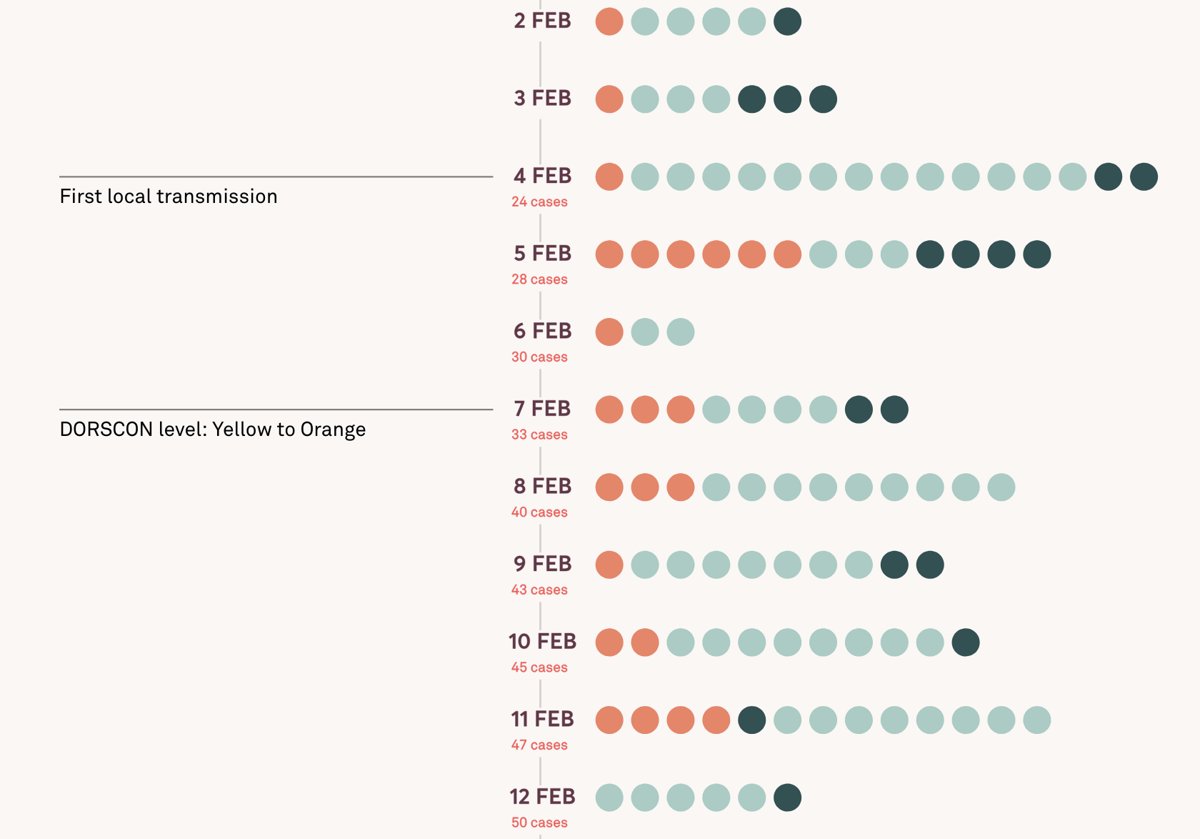 2 FEB
3 FEB
4 FEB
First local transmission
24 cases
5 FEB
28 cases
6 FEB
30 cases
7 FEB
DORSCON level: Yellow to Orange
33 cases
8 FEB
40 cases
9 FEB
43 cases
10 FEB
45 cases
11 FEB
47 cases
12 FEB
50 cases